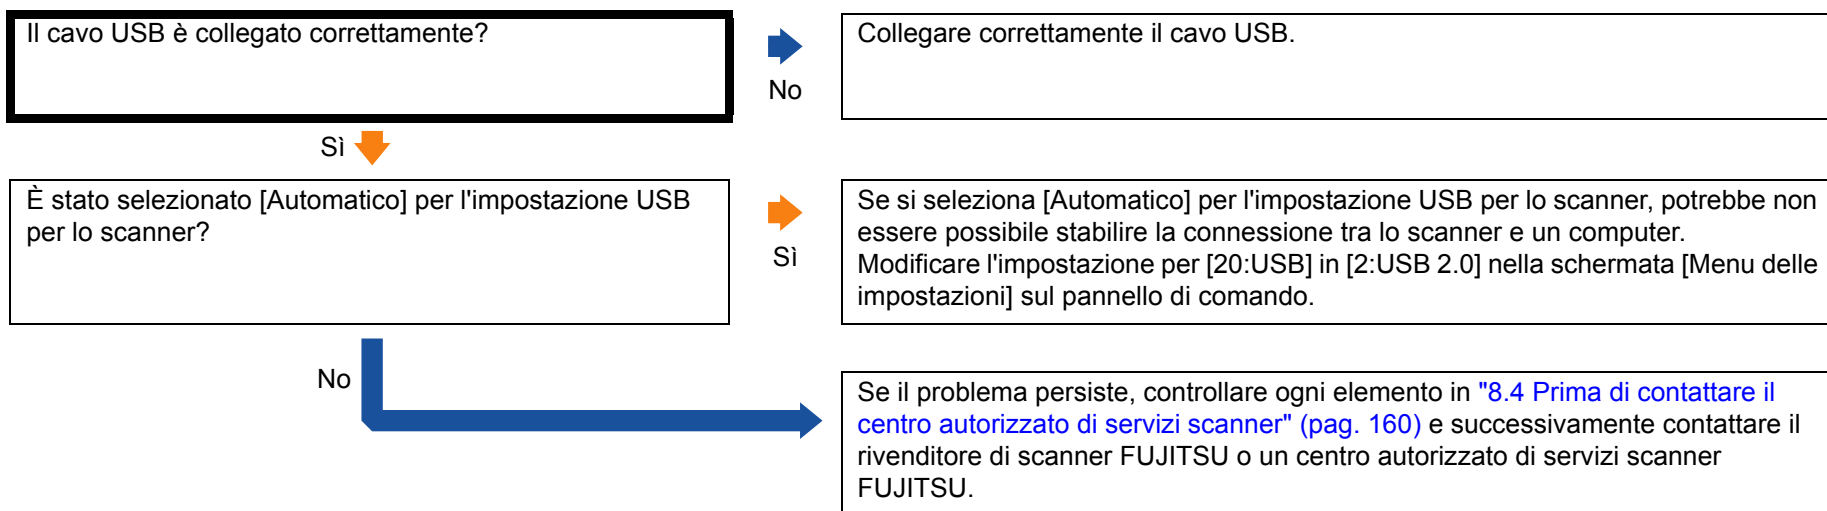 Il cavo USB è collegato correttamente?
No
Collegare correttamente il cavo USB.
Sì
È stato selezionato [Automatico] per l'impostazione USB
per lo scanner?
Sì
Se si seleziona [Automatico] per l'impostazione USB per lo scanner, potrebbe non
essere possibile stabilire la connessione tra lo scanner e un computer.
Modificare l'impostazione per [20:USB] in [2:USB 2.0] nella schermata [Menu delle
impostazioni] sul pannello di comando.
No
Se il problema persiste, controllare ogni elemento in "8.4 Prima di contattare il
centro autorizzato di servizi scanner" (pag. 160) e successivamente contattare il
rivenditore di scanner FUJITSU o un centro autorizzato di servizi scanner
FUJITSU.